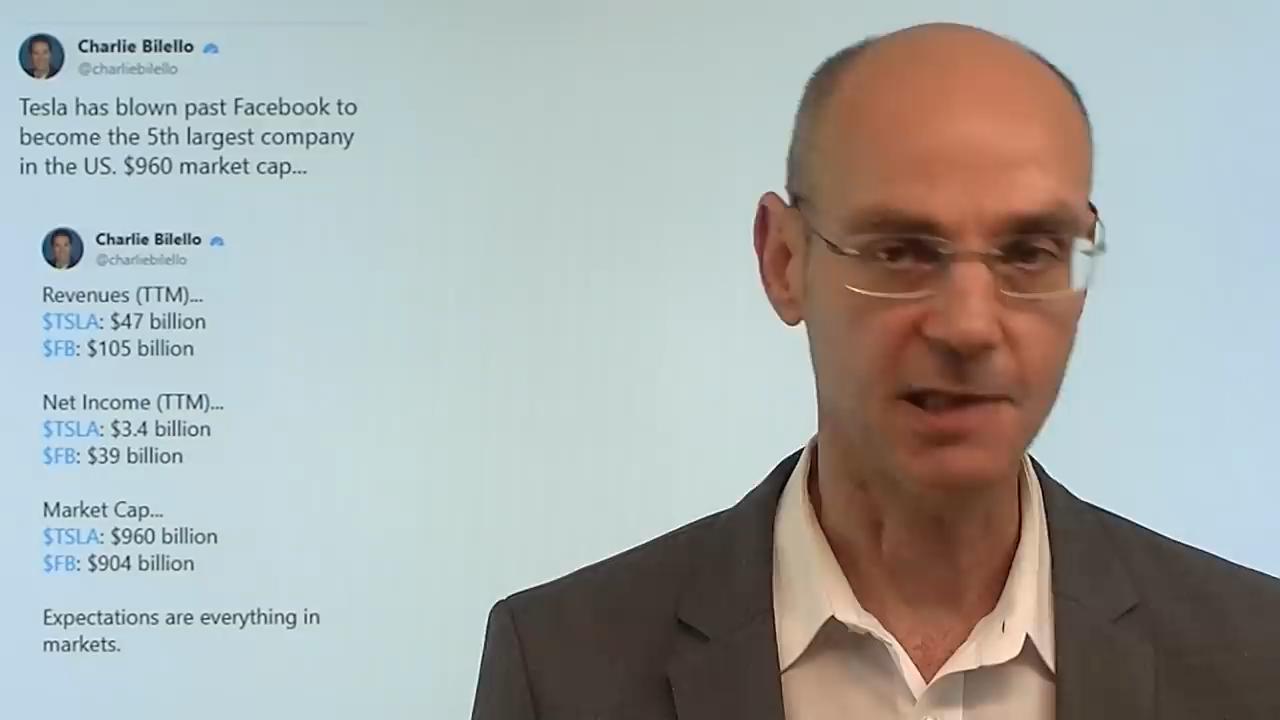 Charlie Bilello
@charliebilello
Tesla has blown past Facebook to
become the 5th largest company
in the US. $960 market cap...
Charlie Bilello
@charliebilello
Revenues (TTM)...
$TSLA: $47 billion
$FB: $105 billion
Net Income (TTM)...
$TSLA: $3.4 billion
$FB: $39 billion
Market Cap...
$TSLA: $960 billion
$FB: $904 billion
Expectations are everything in
markets.